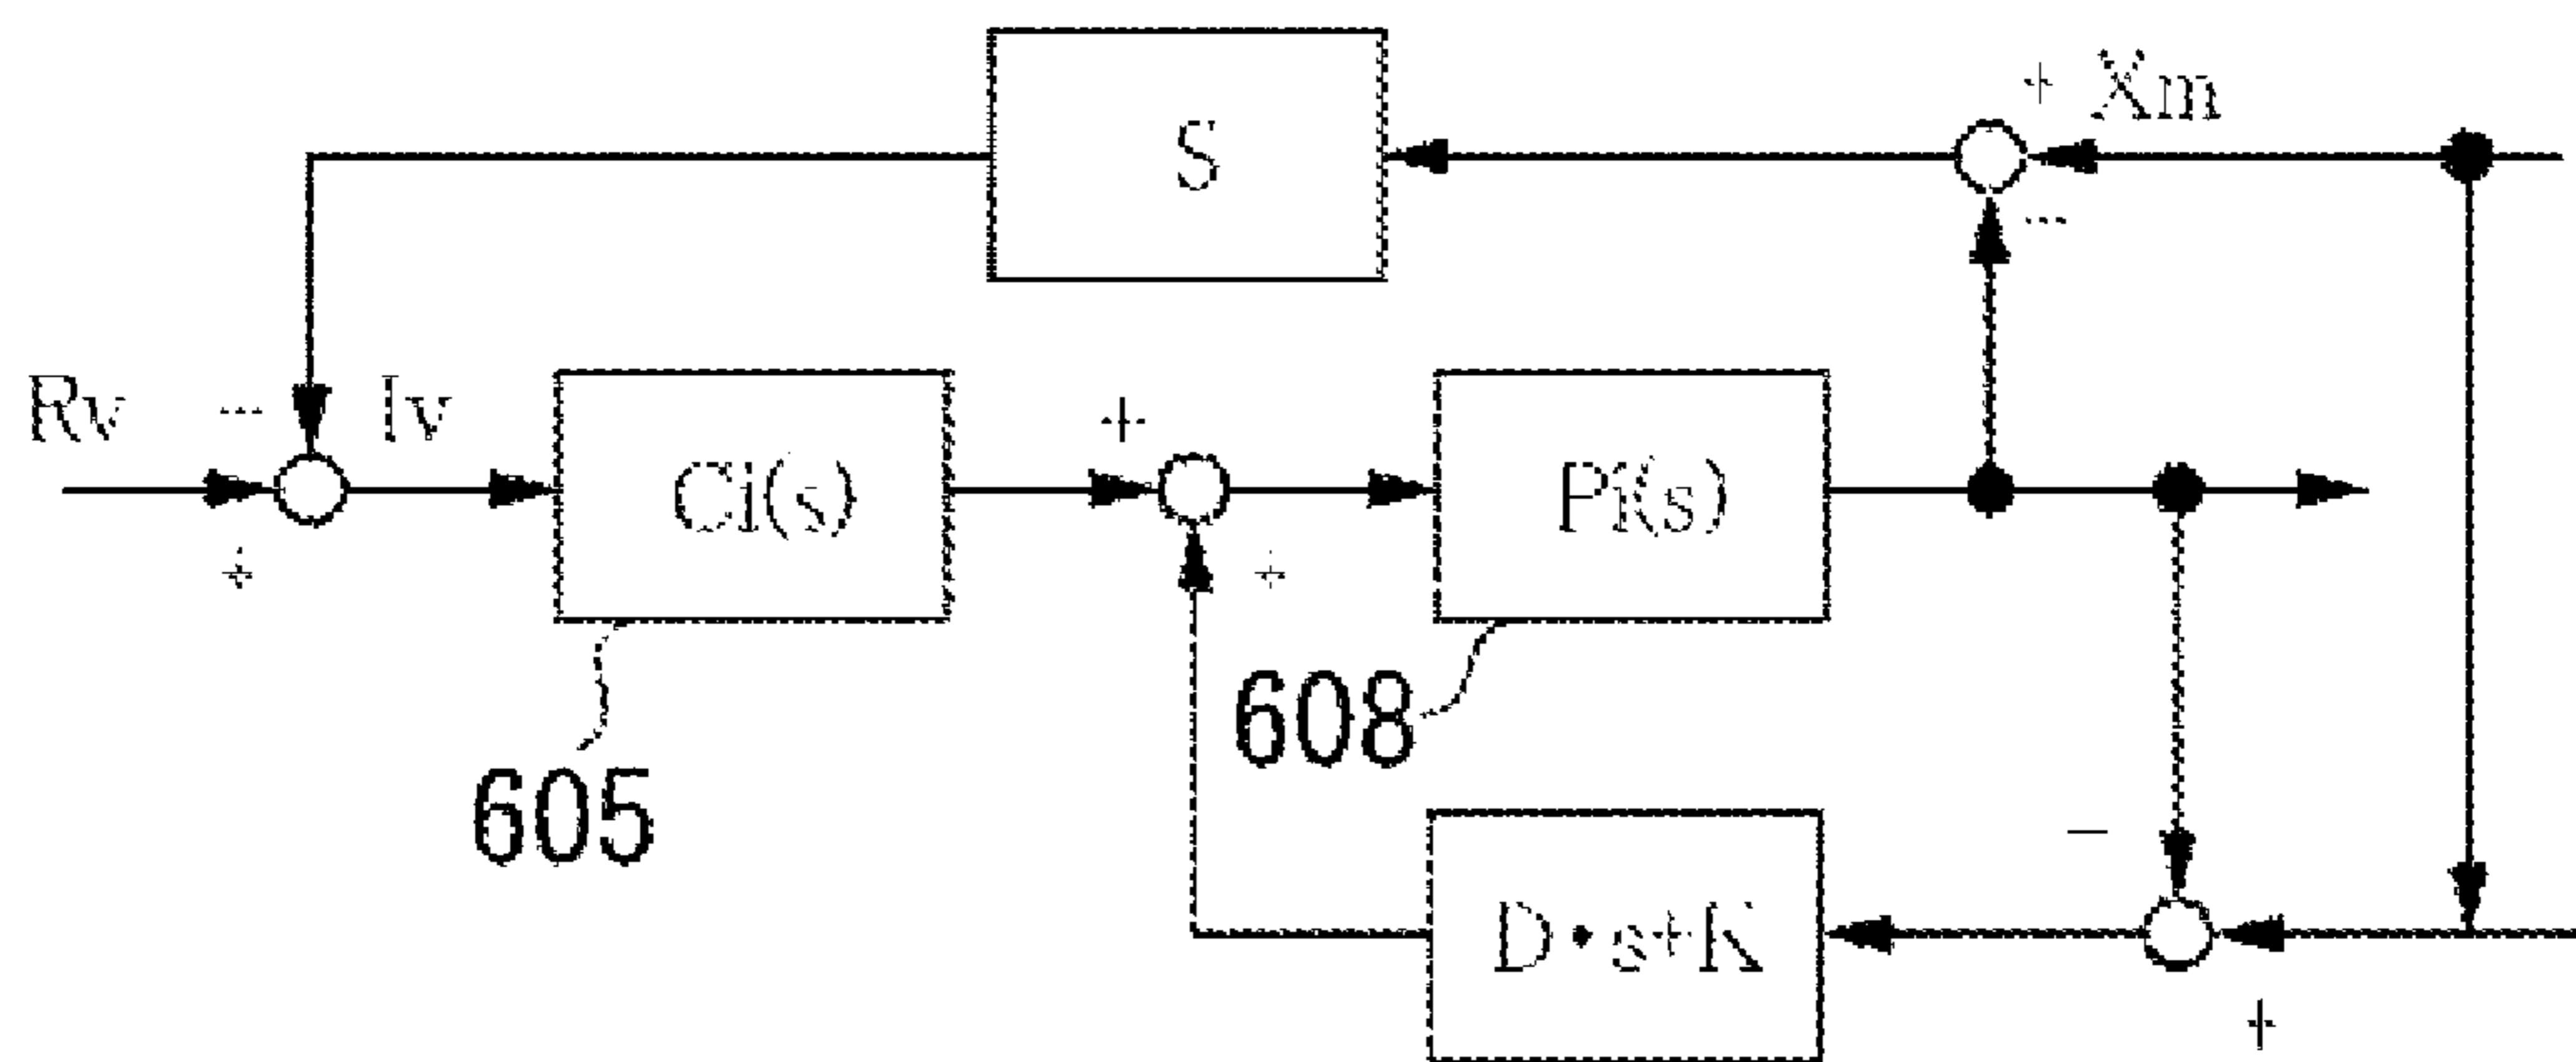 S
+ Xm
-
Rv - Iv
+
Ci(s)
+
+
Pi(s)
608
605
-
D•s+K
+